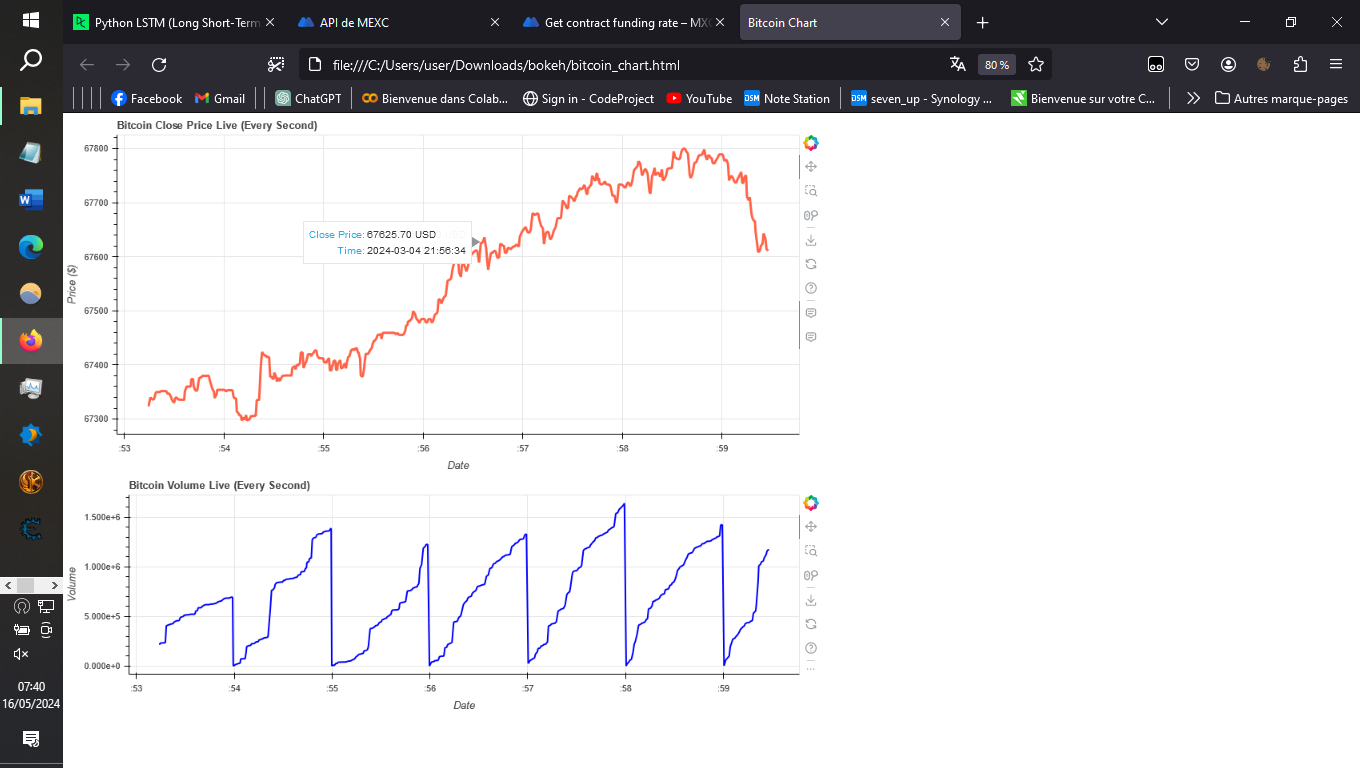 Python LSTM (Long Short-Term
API de MEXC
Get contract funding rate – MXC
Bitcoin Chart
file:///C:/Users/user/Downloads/bokeh/bitcoin_chart.html
80 %
Facebook
Gmail
ChatGPT
Bienvenue dans Colab...
Sign in - CodeProject
YouTube
DSM Note Station
DSM seven_up - Synology ...
Bienvenue sur votre C...
Autres marque-pages
Bitcoin Close Price Live (Every Second)
67800
67700
67600
67500
67400
67300
Price ($)
Close Price: 67625.70 USD
Time: 2024-03-04 21:56:34
:53 :54 :55 :56 :57 :58 :59
Date
Bitcoin Volume Live (Every Second)
1.500e+6
1.000e+6
5.000e+5
0.000e+0
Volume
:53 :54 :55 :56 :57 :58 :59
Date
07:40
16/05/2024